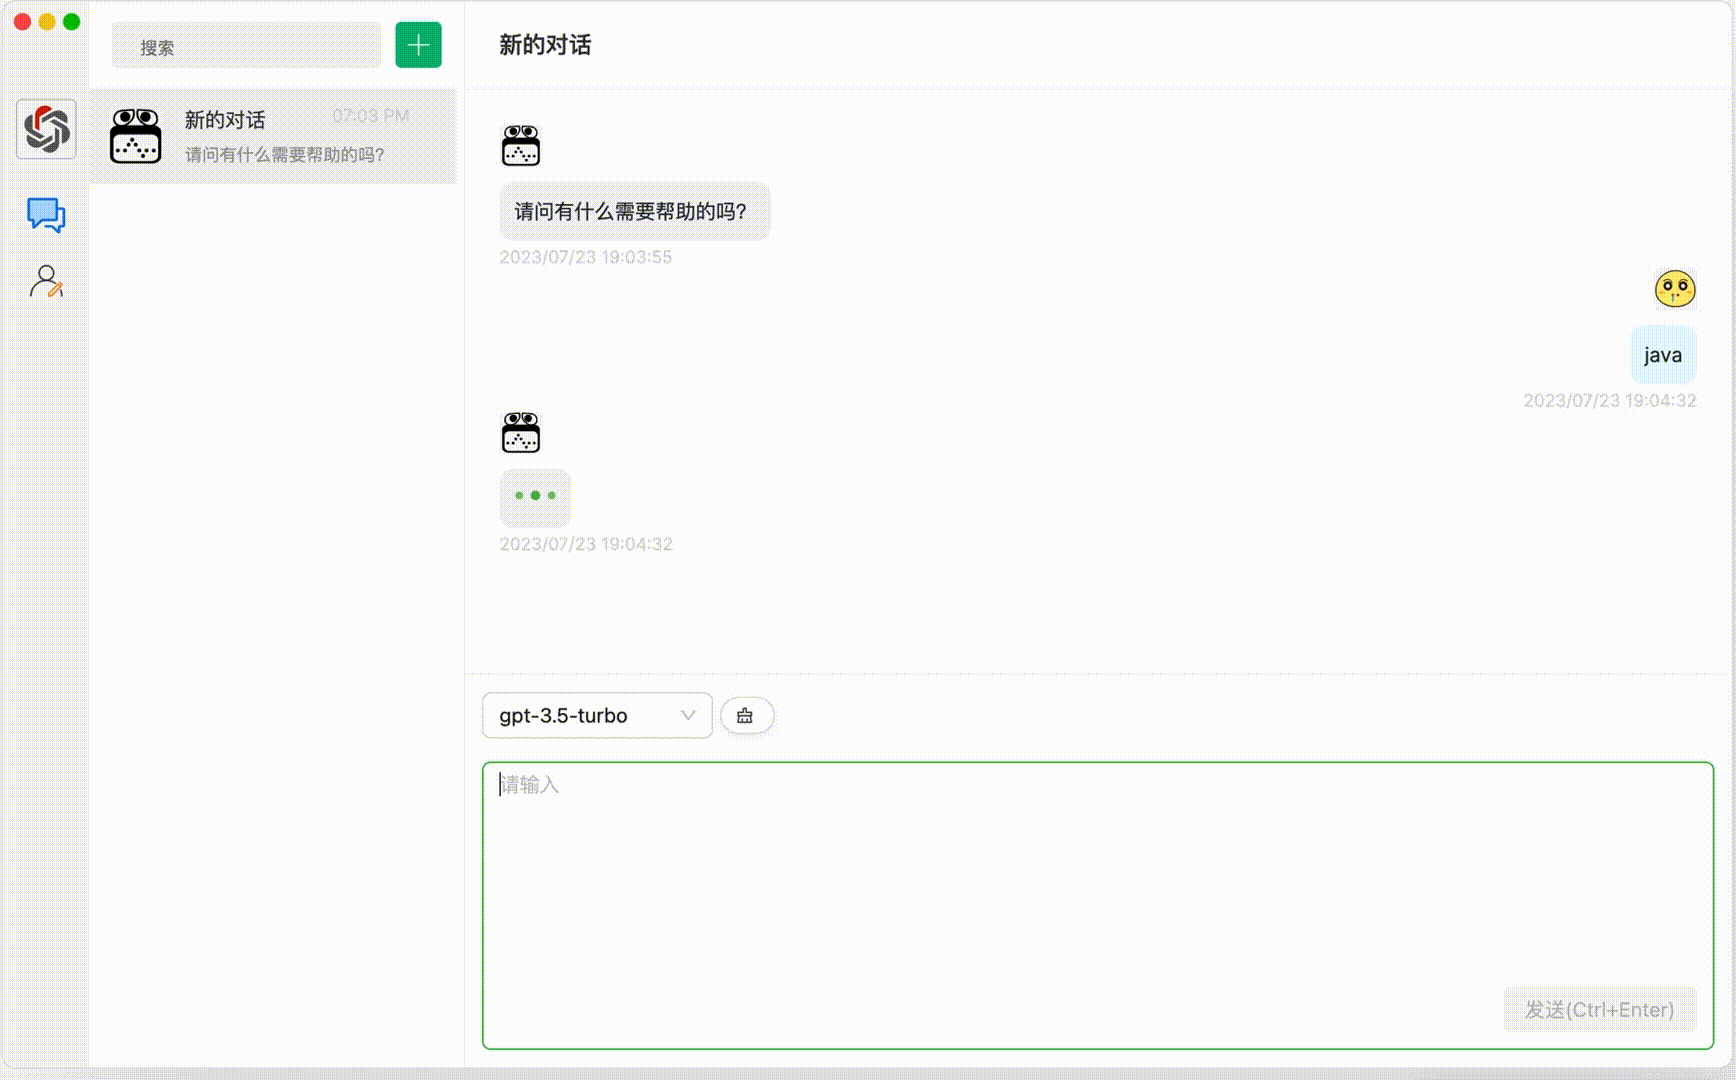 搜索
新的对话
07:03 PM
请问有什么需要帮助的吗?
新的对话
请问有什么需要帮助的吗?
2023/07/23 19:03:55
java
2023/07/23 19:04:32
2023/07/23 19:04:32
gpt-3.5-turbo
请输入
发送(Ctrl+Enter)